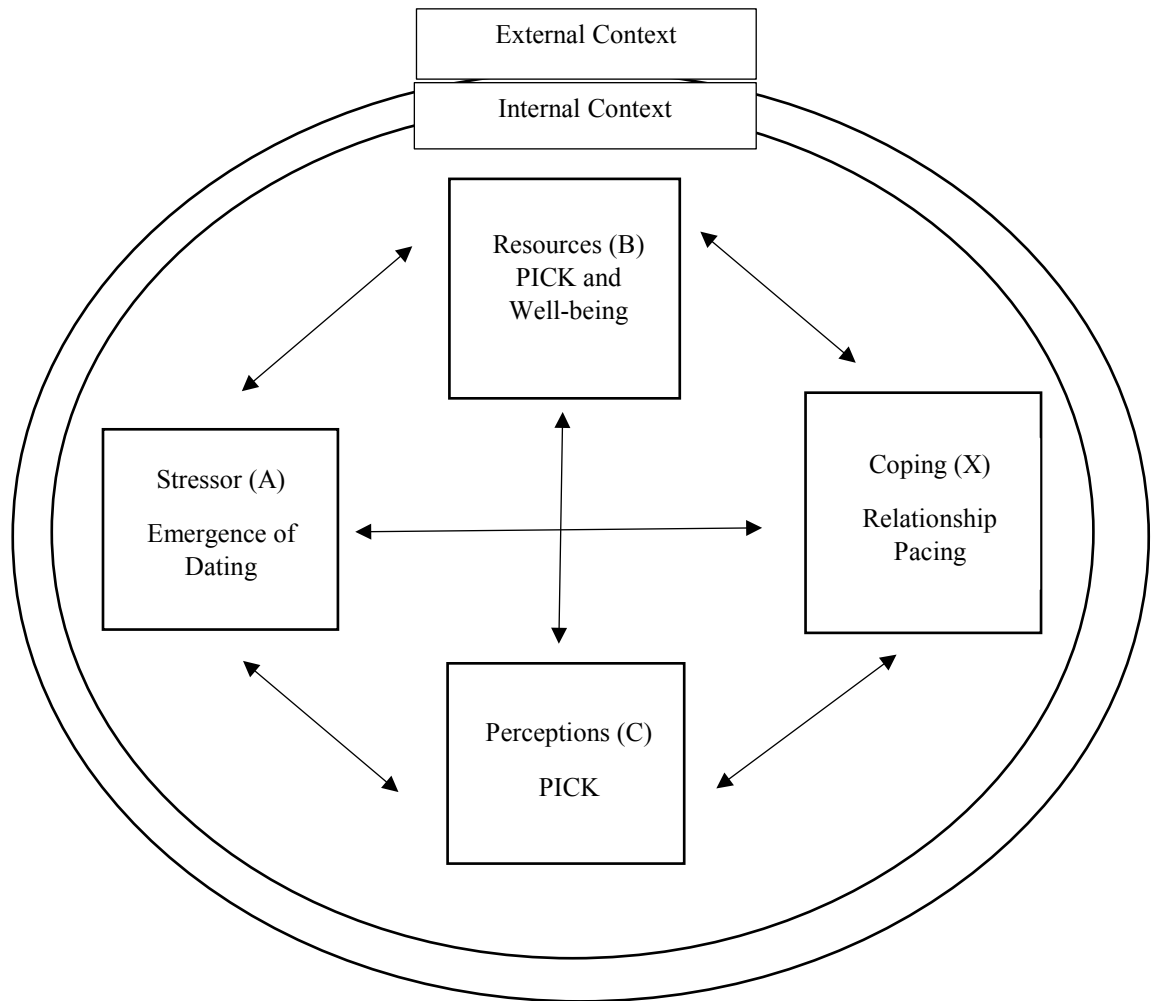 External Context
Internal Context
Resources (B)
PICK and
Well-being
Stressor (A)
Emergence of
Dating
Coping (X)
Relationship
Pacing
Perceptions (C)
PICK